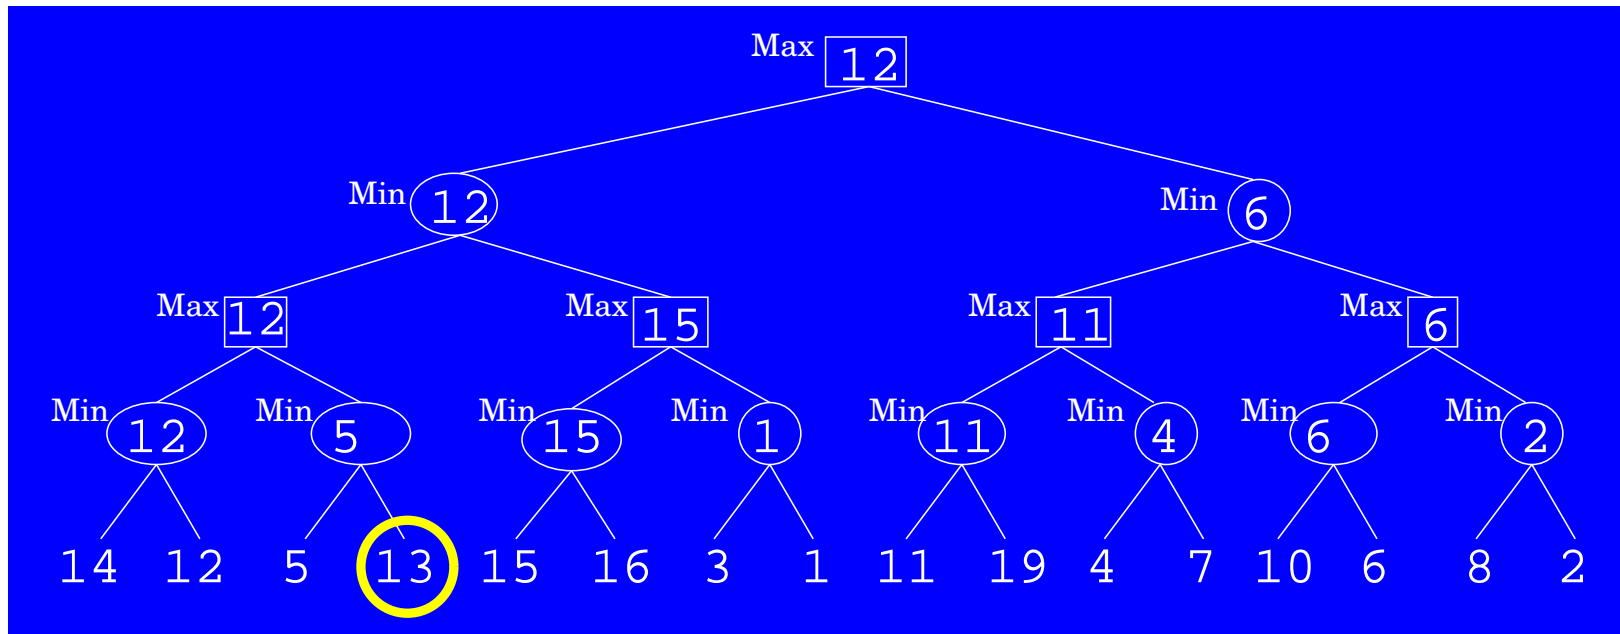 Max 12
Min 12 Min 6
Max 12 Max 15 Max 11 Max 6
Min 12 Min 5 Min 15 Min 1 Min 11 Min 4 Min 6 Min 2
14 12 5 13 15 16 3 1 11 19 4 7 10 6 8 2